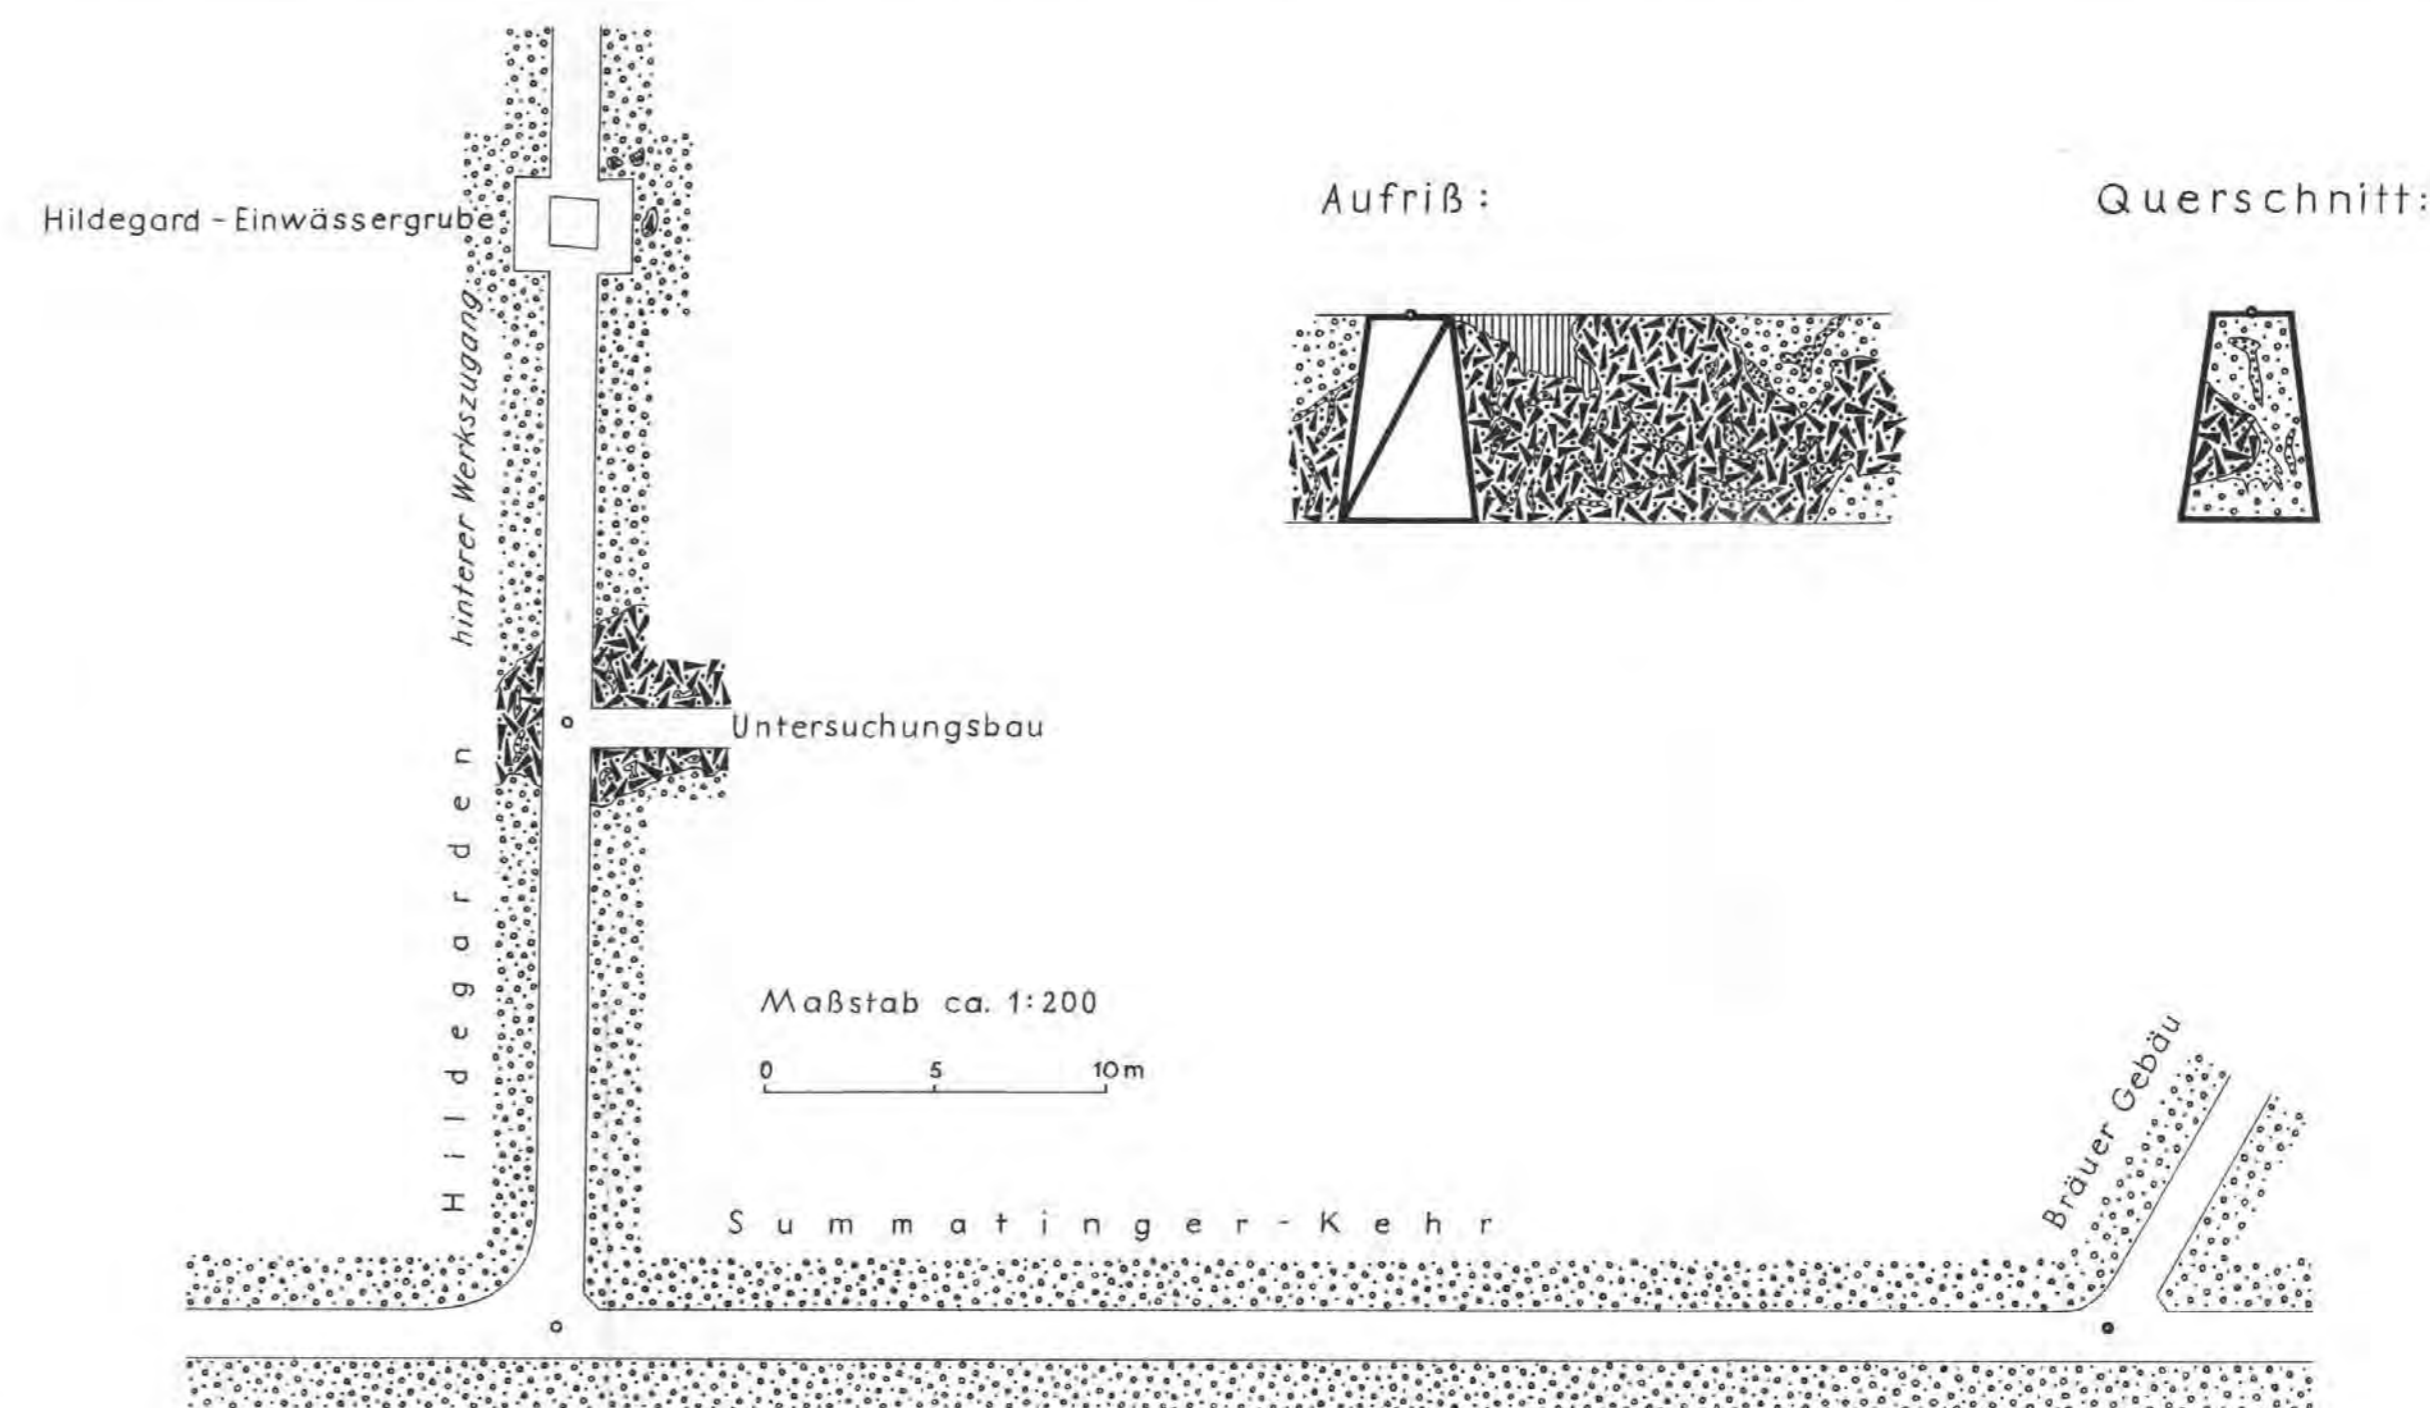 Aufriß:
Querschnitt:
Hildegard - Einwässergrube
hinterer Werkszugang
Untersuchungsbau
Hildegarden
Maßstab ca. 1:200
0 5 10m
Bräuer Gebäu
Summatinger-Kehr